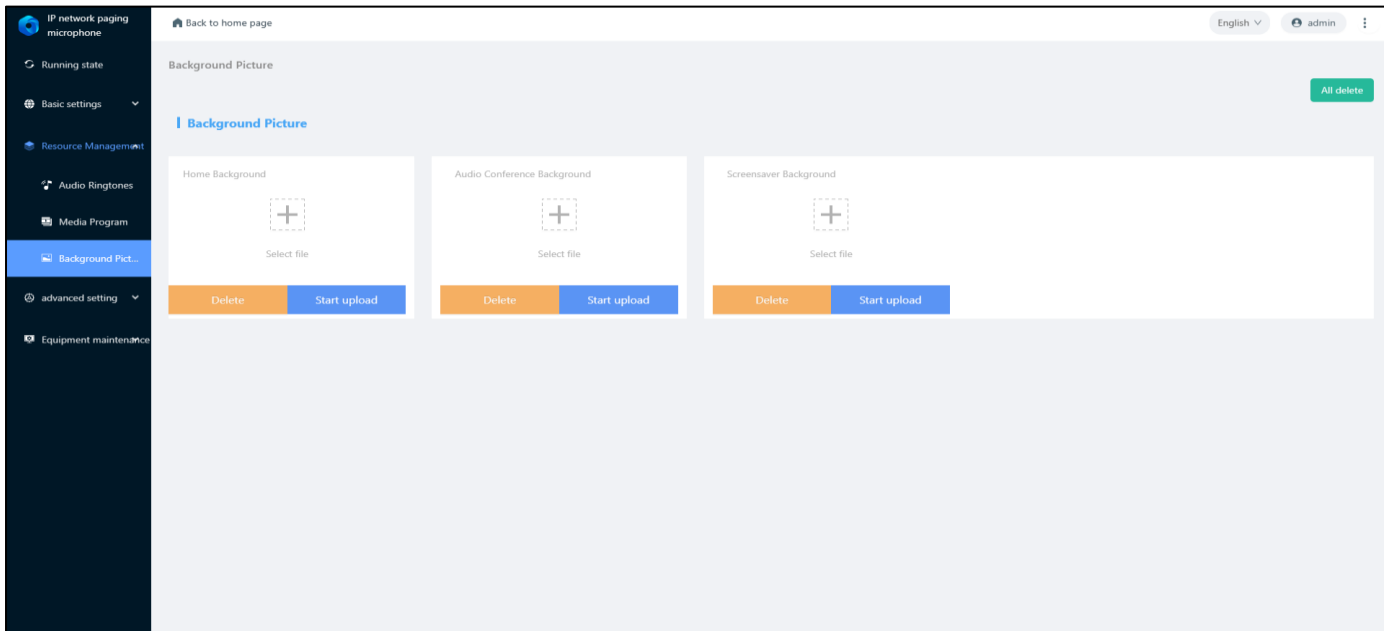 IP network paging
microphone
Back to home page
English
admin
Running state
Basic settings
Resource Management
Audio Ringtones
Media Program
Background Pict...
advanced setting
Equipment maintenance
Background Picture
All delete
Background Picture
Home Background
Select file
Delete
Start upload
Audio Conference Background
Select file
Delete
Start upload
Screensaver Background
Select file
Delete
Start upload